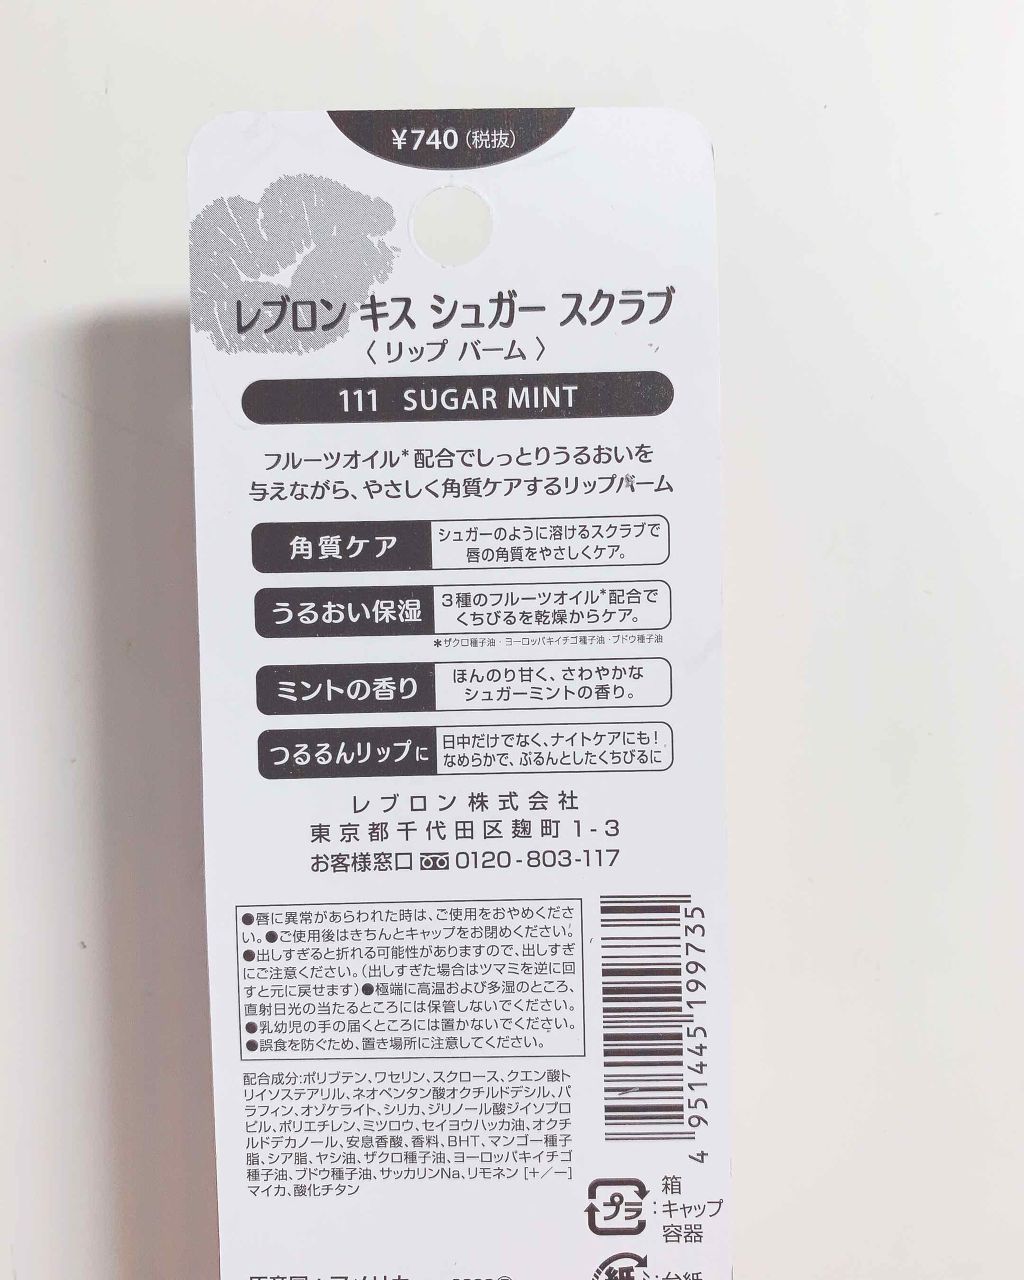 ¥740（税抜）
レブロン キス シュガー スクラブ
〈 リップ バーム 〉
111 SUGAR MINT
フルーツオイル*配合でしっとりうるおいを
与えながら、やさしく角質ケアするリップバーム
角質ケア
シュガーのように溶けるスクラブで
唇の角質をやさしくケア。
うるおい保湿
3種のフルーツオイル*配合で
くちびるを乾燥からケア。
*ザクロ種子油・ヨーロッパキイチゴ種子油・ブドウ種子油
ミントの香り
ほんのり甘く、さわやかな
シュガーミントの香り。
つるるんリップに
日中だけでなく、ナイトケアにも！
なめらかで、ぷるんとしたくちびるに
レブロン株式会社
東京都千代田区麹町1-3
お客様窓口 0120-803-117
●唇に異常があらわれた時は、ご使用をおやめくださ
い。●ご使用後はきちんとキャップをお閉めください。
●出しすぎると折れる可能性がありますので、出しすぎ
にご注意ください。（出しすぎた場合はツマミを逆に回
すと元に戻せます）●極端に高温および多湿のところ、
直射日光の当たるところには保管しないでください。
●乳幼児の手の届くところには置かないでください。
●誤食を防ぐため、置き場所に注意してください。
配合成分:ポリブテン、ワセリン、スクロース、クエン酸ト
リイソステアリル、ネオペンタン酸オクチルドデシル、パ
ラフィン、オゾケライト、シリカ、ジリノール酸ジイソプロ
ピル、ポリエチレン、ミツロウ、セイヨウハッカ油、オクチ
ルドデカノール、安息香酸、香料、BHT、マンゴー種子
脂、シア脂、ヤシ油、ザクロ種子油、ヨーロッパキイチゴ
種子油、ブドウ種子油、サッカリンNa、リモネン [＋／－]
マイカ、酸化チタン
4 951445 199735
プラ
：
箱
キャップ
容器
紙
：台紙